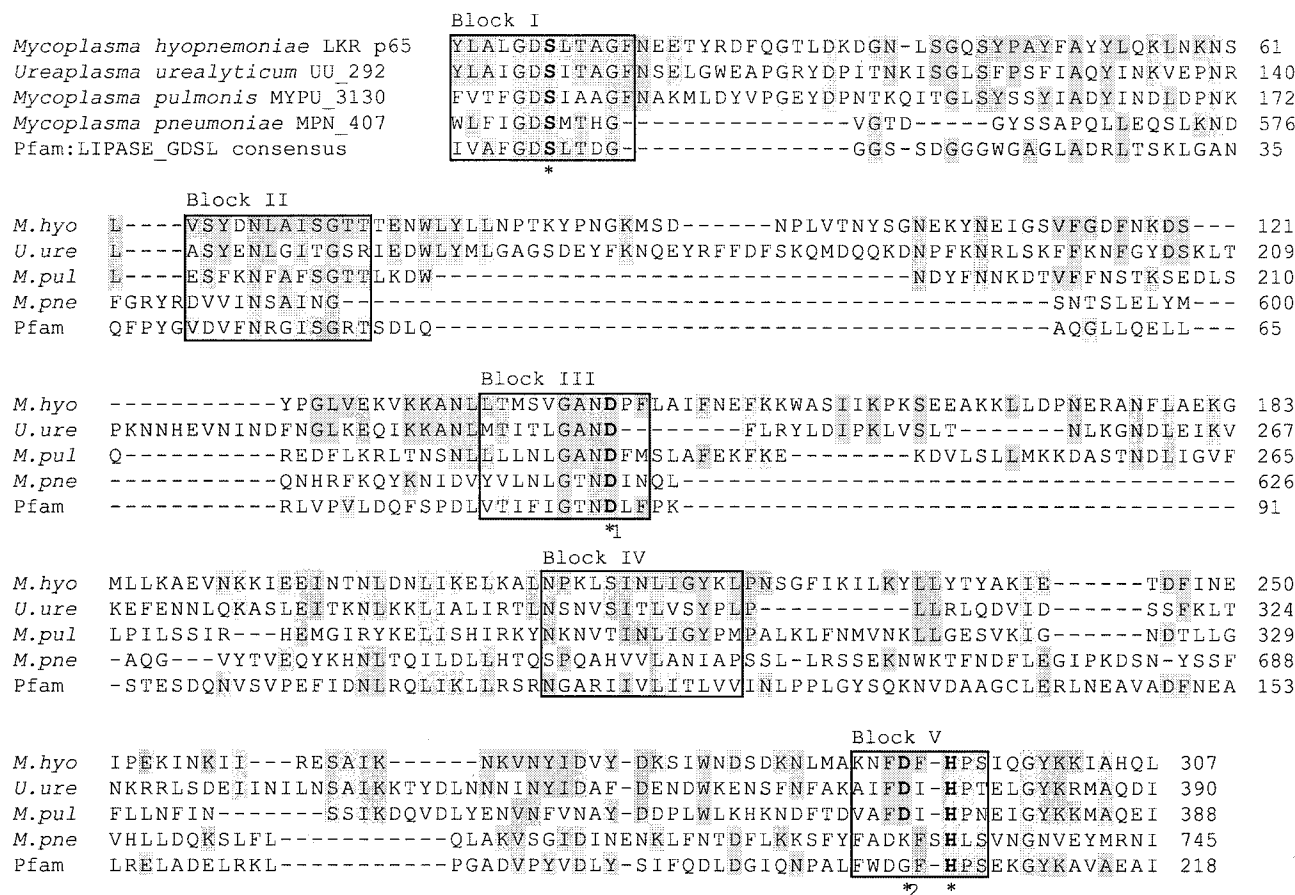 Block I
Mycoplasma hyopnemoniae LKR p65 YLALGDSLTAGFNEETYRDFQGTLDKDGN-LSGQSYPAYFAYYLQKLNKNS 61
Ureaplasma urealyticum UU_292 YLAIGDSITAGFNSELGWEAPGRYDPITNKISGLSFPSFIAQYINKVEPNR 140
Mycoplasma pulmonis MYPU_3130 FVTFGDSIAAGFNAKMLDYVPGEYDPNTKQITGLSYSSYIADYINDLDPNK 172
Mycoplasma pneumoniae MPN_407 WLFIGDSMTHG-------------VGTD-----GYSSAPQLLEQSLKND 576
Pfam:LIPASE_GDSL consensus IVAFGDSLTDG-------------GGS-SDGGGWGAGLADRLTSKLGAN 35
*
Block II
M.hyo L----VSYDNLAISGTTTENWLYLLNPTKYPNGKMSD------NPLVTNYSGNEKYNEIGSVFGDFNKDS--- 121
U.ure L----ASYENLGITGSRIEDWLYMLGAGSDEYFKNQEYRFFDFSKQMDQQKDNPFKNRLSKFFKNFGYDSKLT 209
M.pul L----ESFKNFAFSGTTLKDW--------------------------NDYFNNKDTVFFNSTKSEDLS 210
M.pne FGRYRDVVINSAING------------------------------------------SNTSLELYM--- 600
Pfam QFPYGVDVFNRGISGRTSDLQ------------------------------------AQGLLQELL--- 65
Block III
M.hyo -----------YPGLVEKVKKANLLTMSVGANDPFLAIFNEFKKWASIIKPKSEEAKKLLDPNERANFLAEKG 183
U.ure PKNNHEVNINDFNGLKEQIKKANLMTITLGAND--------FLRYLDIPKLVSLT-------NLKGNDLEIKV 267
M.pul Q----------REDFLKRLTNSNLLLLNLGANDFMSLAFEKFKE-------KDVLSLLMKKDASTNDLIGVF 265
M.pne -----------QNHRFKQYKNIDVYVLNLGTNDINQL------------------------------------ 626
Pfam -----------RLVPVLDQFSPDLVTIFIGTNDLFPK------------------------------------ 91
*1
Block IV
M.hyo MLLKAEVNKKIEEINTNLDNLIKELKALNPKLSINLIGYKLPNSGFIKILKYLLYTYAKIE------TDFINE 250
U.ure KEFENNLQKASLEITKNLKKLIALIRTLNSNVSITLVSYPLP----------LLRLQDVID------SSFKLT 324
M.pul LPILSSIR---HEMGIRYKELISHIRKYNKNVTINLIGYPMPALKLFNMVNKLLGESVKIG------NDTLLG 329
M.pne -AQG---VYTVEQYKHNLTQILDLLHTQSPQAHVVLANIAPSSL-LRSSEKNWKTFNDFLEGIPKDSN-YSSF 688
Pfam -STESDQNVSVPEFIDNLRQLIKLLRSRNGARIIVLITLVVINLPPLGYSQKNVDAAGCLERLNEAVADFNEA 153
Block V
M.hyo IPEKINKII---RESAIK------NKVNYIDVY-DKSIWNDSDKNLMAKNFDF-HPSIQGYKKIAHQL 307
U.ure NKRRLSDEIINILNSAIKKTYDLNNNINYIDAF-DENDWKENSFNFAKAIFDI-HPTELGYKRMAQDI 390
M.pul FLLNFIN-----SSIKDQVDLYENVNFVNAY-DDPLWLKHKNDFTDVAFDI-HPNEIGYKKMAQEI 388
M.pne VHLLDQKSLFL----------QLAKVSGIDINENKLFNTDFLKKSFYFADKFSHLSVNGNVEYMRNI 745
Pfam LRELADELRKL-----------PGADVPYVDLY-SIFQDLDGIQNPALFWDGF-HPSEKGYKAVAEAI 218
*2 *